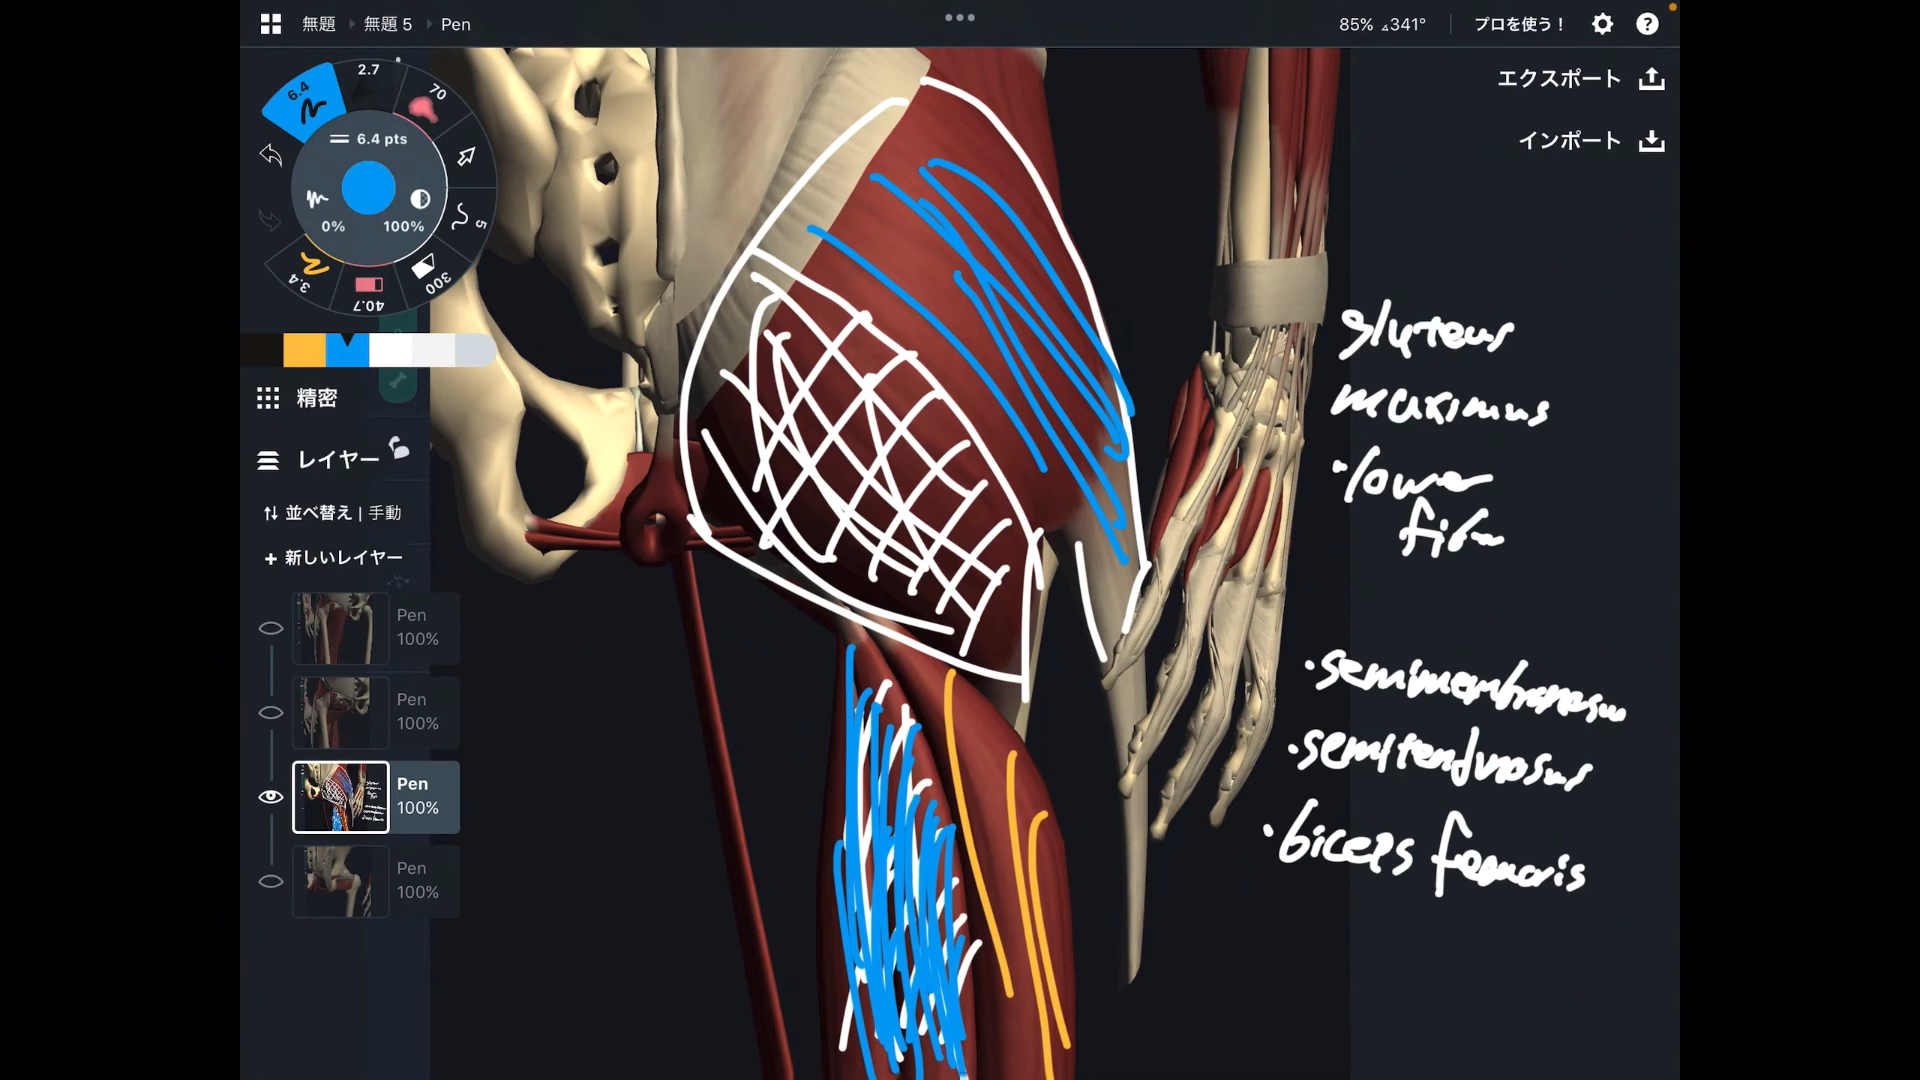 無題 無題 5 Pen
85% ⊿341° プロを使う！
エクスポート
インポート
2.7
6.4
70
6.4 pts
0% 100%
5
3.4
40.7
300
精密
レイヤー
並べ替え | 手動
+ 新しいレイヤー
Pen
100%
Pen
100%
Pen
100%
Pen
100%
gluteus
maximus
・lower
fiber
・semimembranosus
・semitendinosus
・biceps femoris